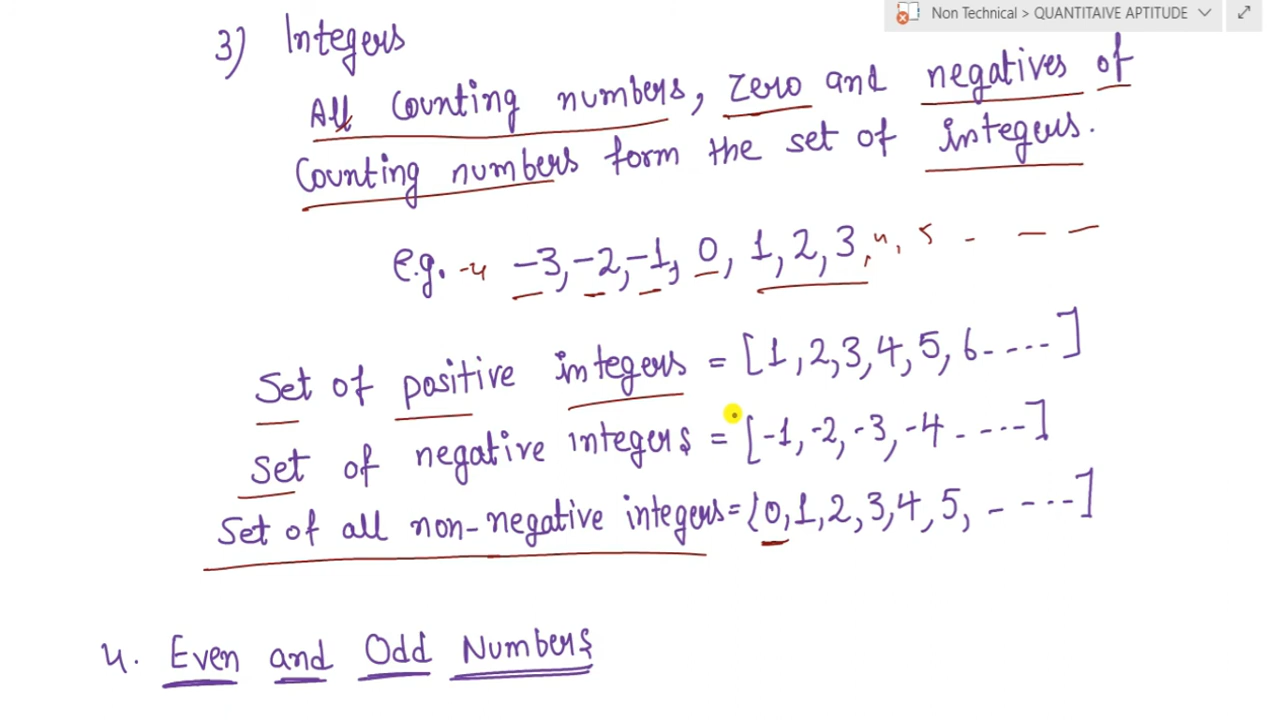 Non Technical > QUANTITAIVE APTITUDE
3) Integers
All Counting numbers, zero and negatives of
Counting numbers form the set of integers.
e.g. -4 -3, -2, -1, 0, 1, 2, 3, 4, 5 - — —
Set of positive integers = [1, 2, 3, 4, 5, 6- ----]
Set of negative integers = [-1, -2, -3, -4 - ----]
Set of all non-negative integers = {0, 1, 2, 3, 4, 5, - ----]
4. Even and Odd Numbers